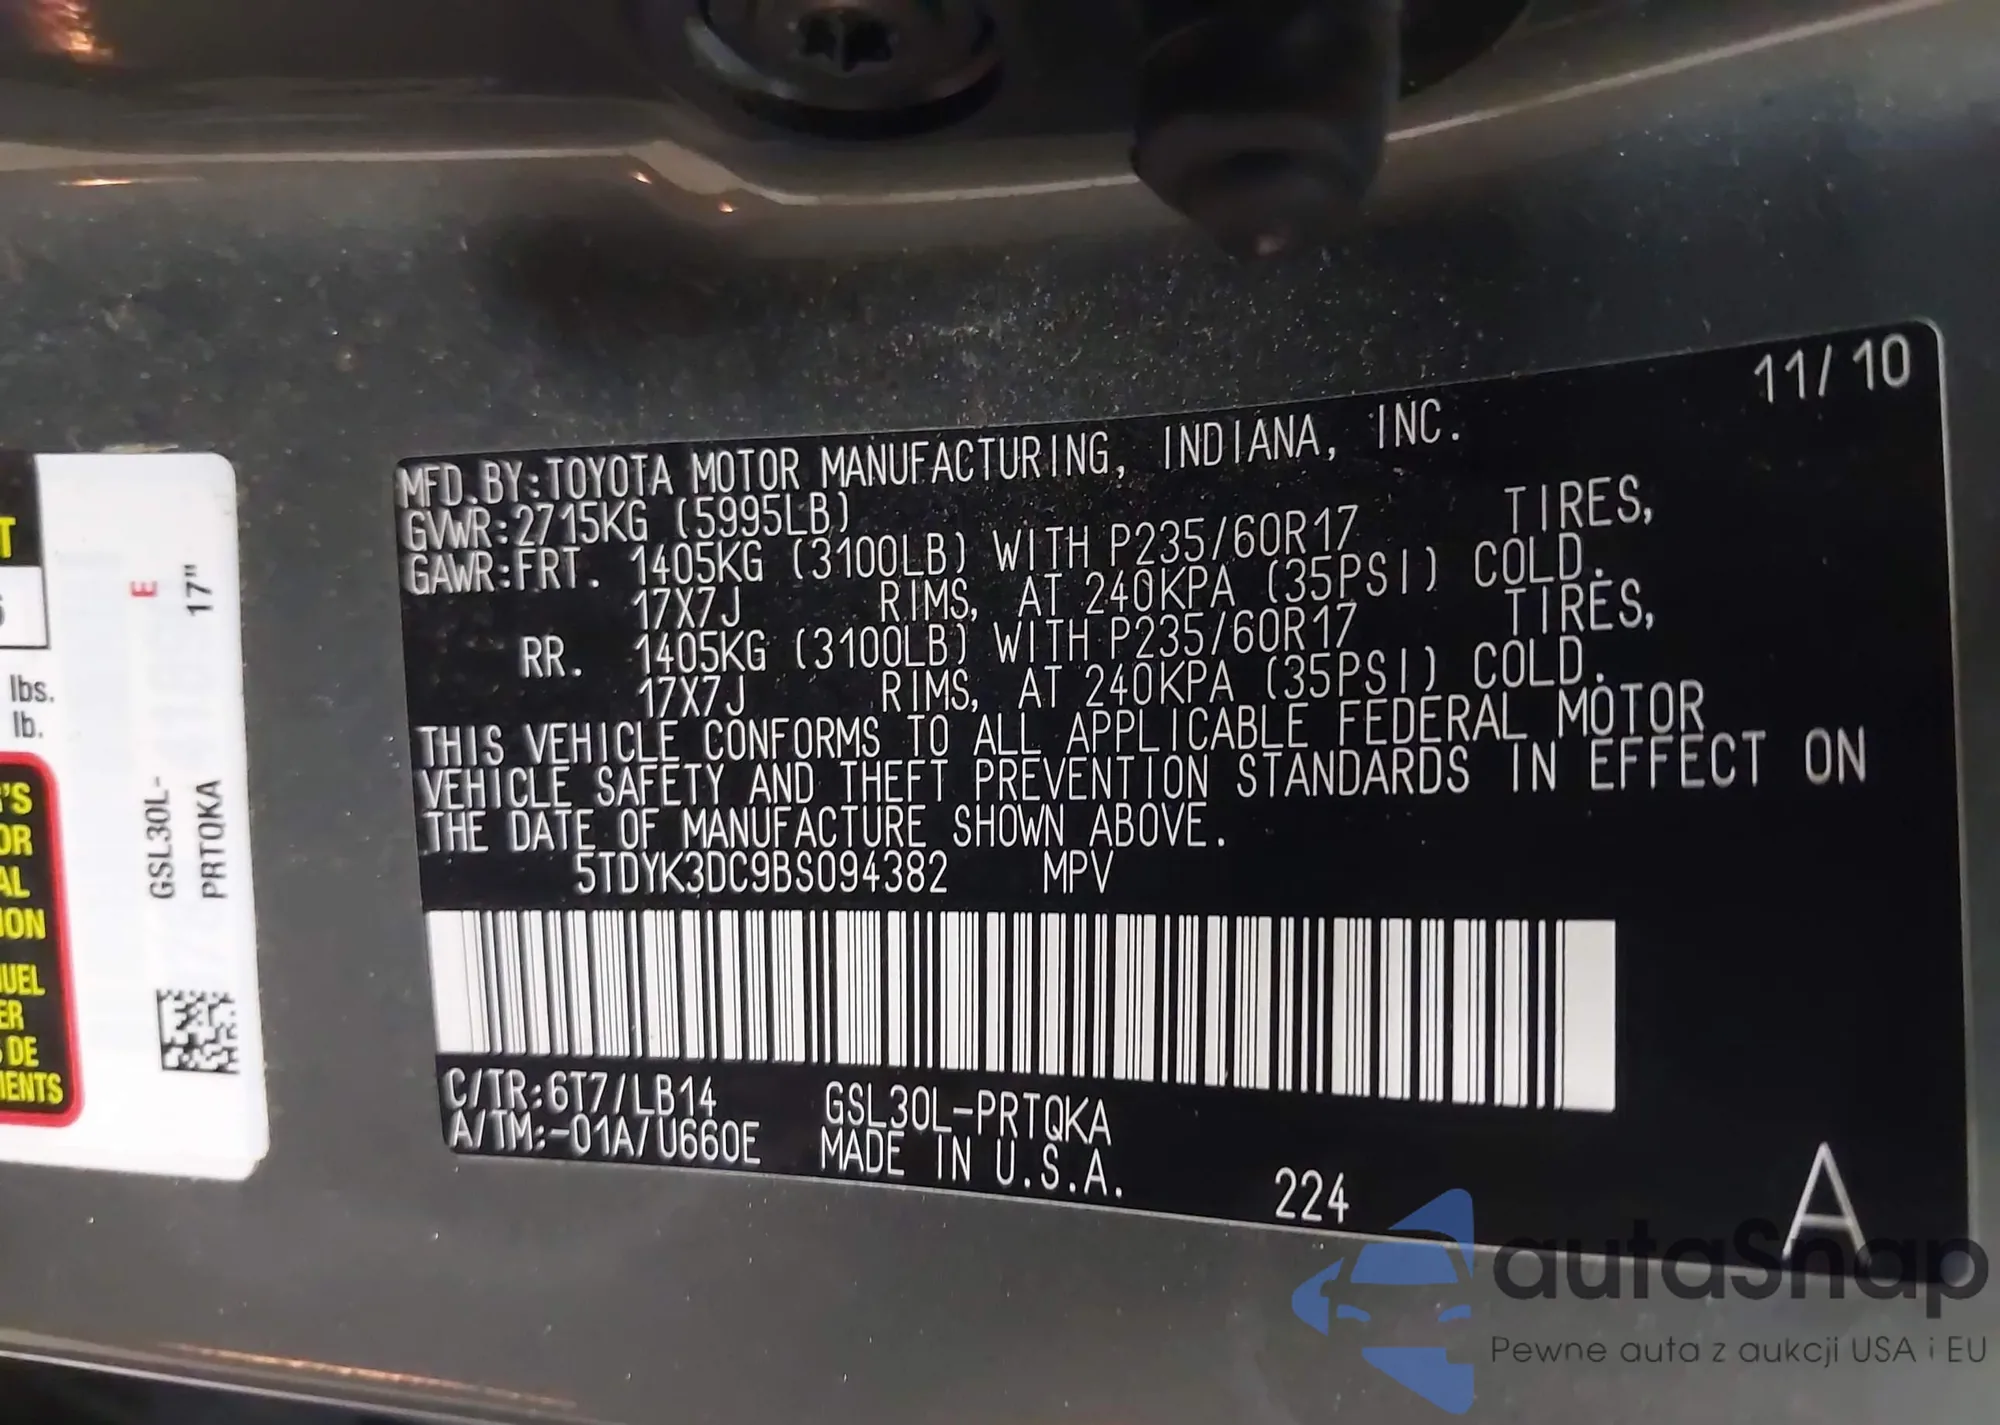 11/10
MFD.BY:TOYOTA MOTOR MANUFACTURING, INDIANA, INC.
GVWR:2715KG (5995LB)
GAWR:FRT. 1405KG (3100LB) WITH P235/60R17 TIRES,
17X7J RIMS, AT 240KPA (35PSI) COLD.
RR. 1405KG (3100LB) WITH P235/60R17 TIRES,
17X7J RIMS, AT 240KPA (35PSI) COLD.
THIS VEHICLE CONFORMS TO ALL APPLICABLE FEDERAL MOTOR
VEHICLE SAFETY AND THEFT PREVENTION STANDARDS IN EFFECT ON
THE DATE OF MANUFACTURE SHOWN ABOVE.
5TDYK3DC9BS094382 MPV
C/TR:6T7/LB14 GSL30L-PRTQKA
A/TM:-01A/U660E MADE IN U.S.A.
224
A
lbs.
lb.
GSL30L- E
PRTQKA 17"
autaSnap
Pewne auta z aukcji USA i EU